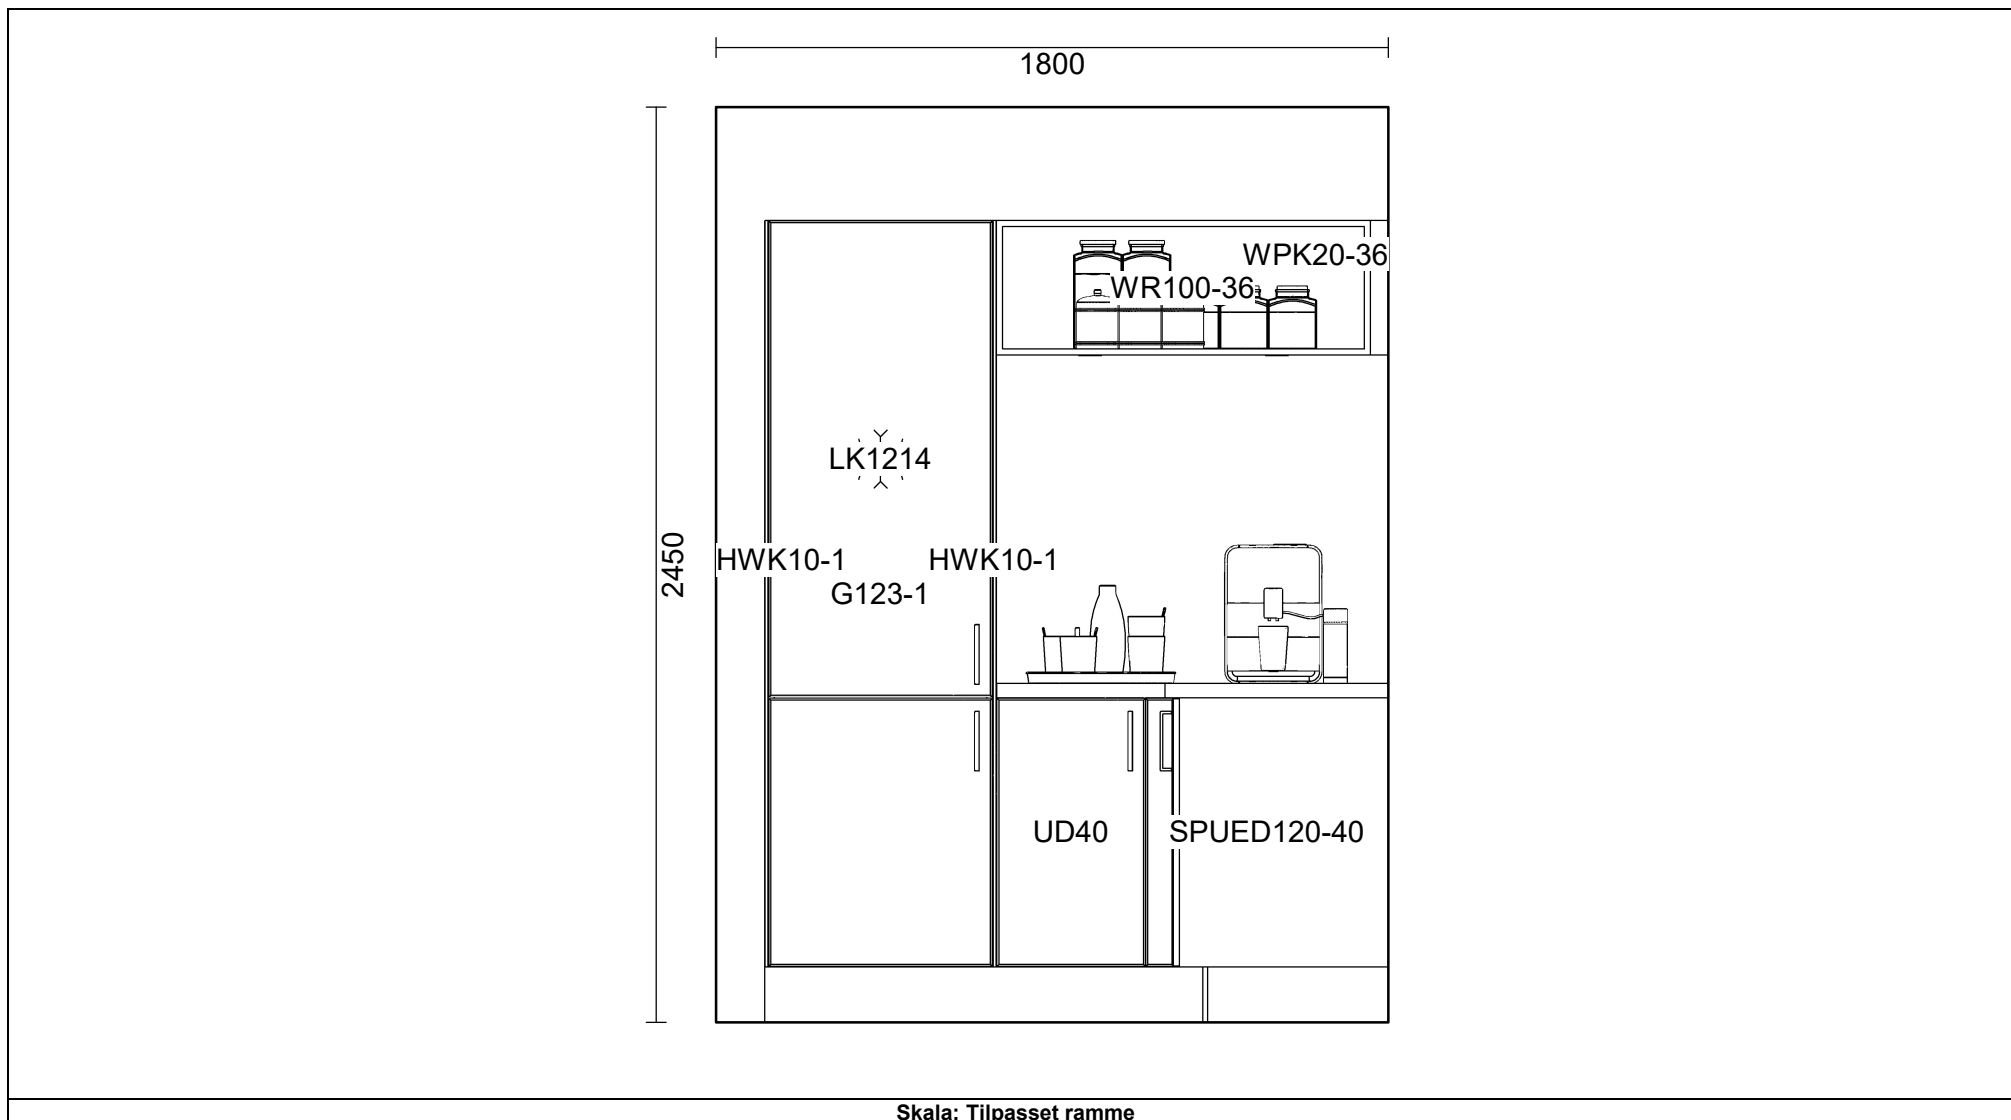 1800
WPK20-36
WR100-36
LK1214
2450
HWK10-1
HWK10-1
G123-1
UD40
SPUED120-40
Skala: Tilpasset ramme